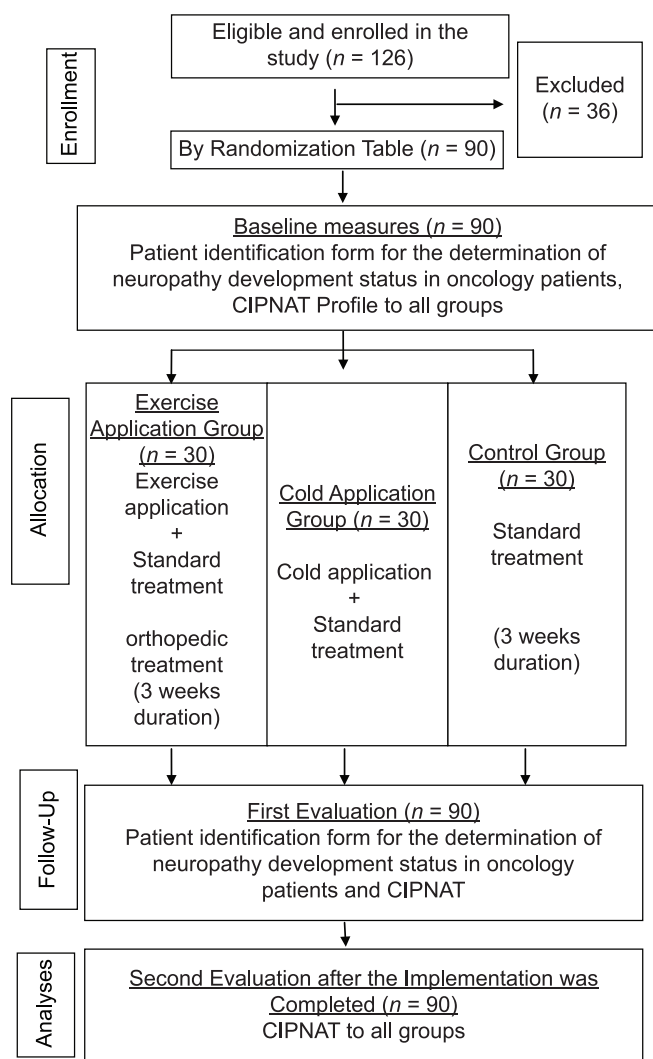 Enrollment
Eligible and enrolled in the
study (n = 126)
Excluded
(n = 36)
By Randomization Table (n = 90)
Baseline measures (n = 90)
Patient identification form for the determination of
neuropathy development status in oncology patients,
CIPNAT Profile to all groups
Allocation
Exercise
Application Group
(n = 30)
Exercise
application
+
Standard
treatment
orthopedic
treatment
(3 weeks
duration)
Cold Application
Group (n = 30)
Cold application
+
Standard
treatment
Control Group
(n = 30)
Standard
treatment
(3 weeks
duration)
Follow-Up
First Evaluation (n = 90)
Patient identification form for the determination of
neuropathy development status in oncology
patients and CIPNAT
Analyses
Second Evaluation after the Implementation was
Completed (n = 90)
CIPNAT to all groups